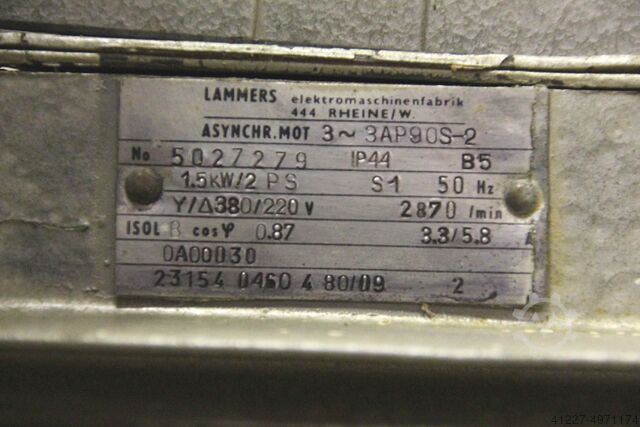 LAMMERS elektromaschinenfabrik
444 RHEINE/W.
ASYNCHR.MOT 3~ 3AP90S-2
No 5027279 IP44 B5
1.5kW/2 PS S1 50 Hz
Y/Δ380/220 V 2870 /min
ISOL B cos φ 0.87 3.3/5.8 A
0A00030
23154 0460 4 80/09 2
41227-4971174